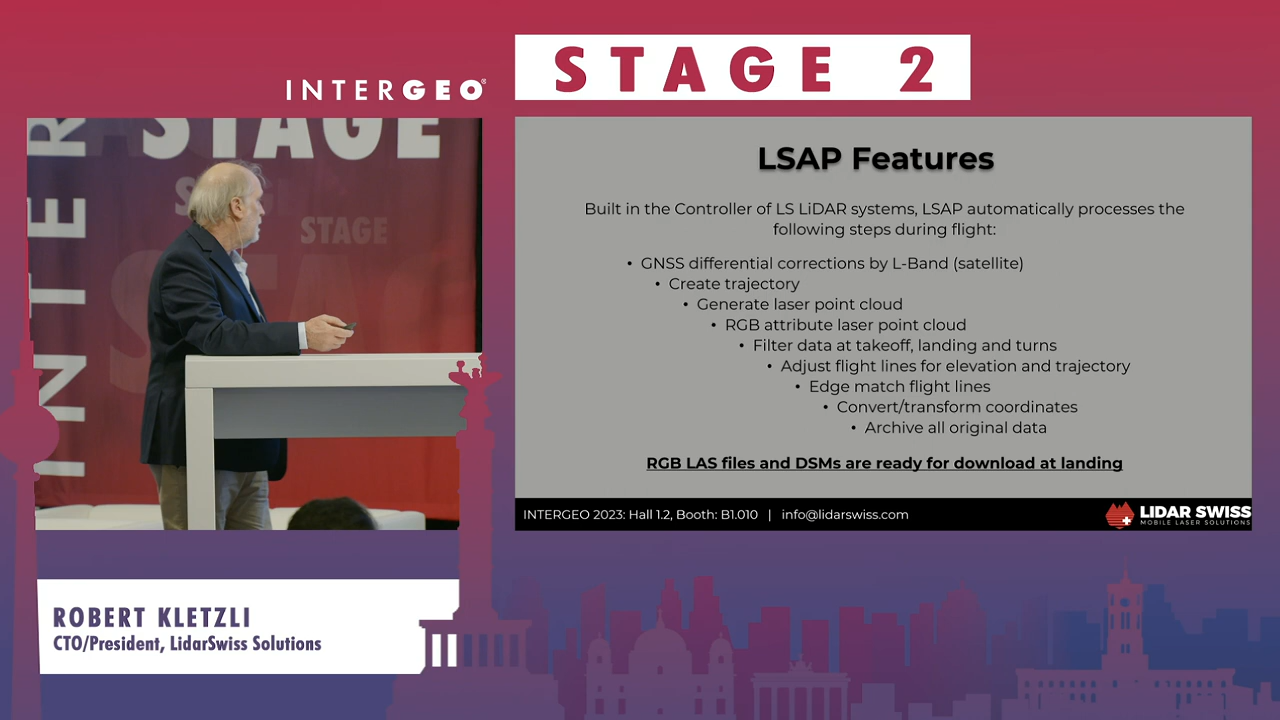 INTERGEO®
STAGE 2
STAGE
STAGE
INTER
LSAP Features
Built in the Controller of LS LiDAR systems, LSAP automatically processes the
following steps during flight:
• GNSS differential corrections by L-Band (satellite)
• Create trajectory
• Generate laser point cloud
• RGB attribute laser point cloud
• Filter data at takeoff, landing and turns
• Adjust flight lines for elevation and trajectory
• Edge match flight lines
• Convert/transform coordinates
• Archive all original data
RGB LAS files and DSMs are ready for download at landing
INTERGEO 2023: Hall 1.2, Booth: B1.010 | info@lidarswiss.com
LIDAR SWISS
MOBILE LASER SOLUTIONS
ROBERT KLETZLI
CTO/President, LidarSwiss Solutions